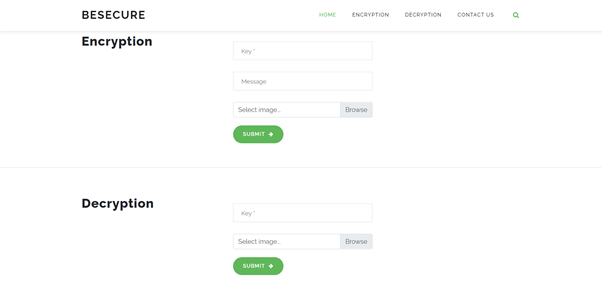 BESECURE
HOME ENCRYPTION DECRYPTION CONTACT US
Encryption
Key *
Message
Select image... Browse
SUBMIT
Decryption
Key *
Select image... Browse
SUBMIT